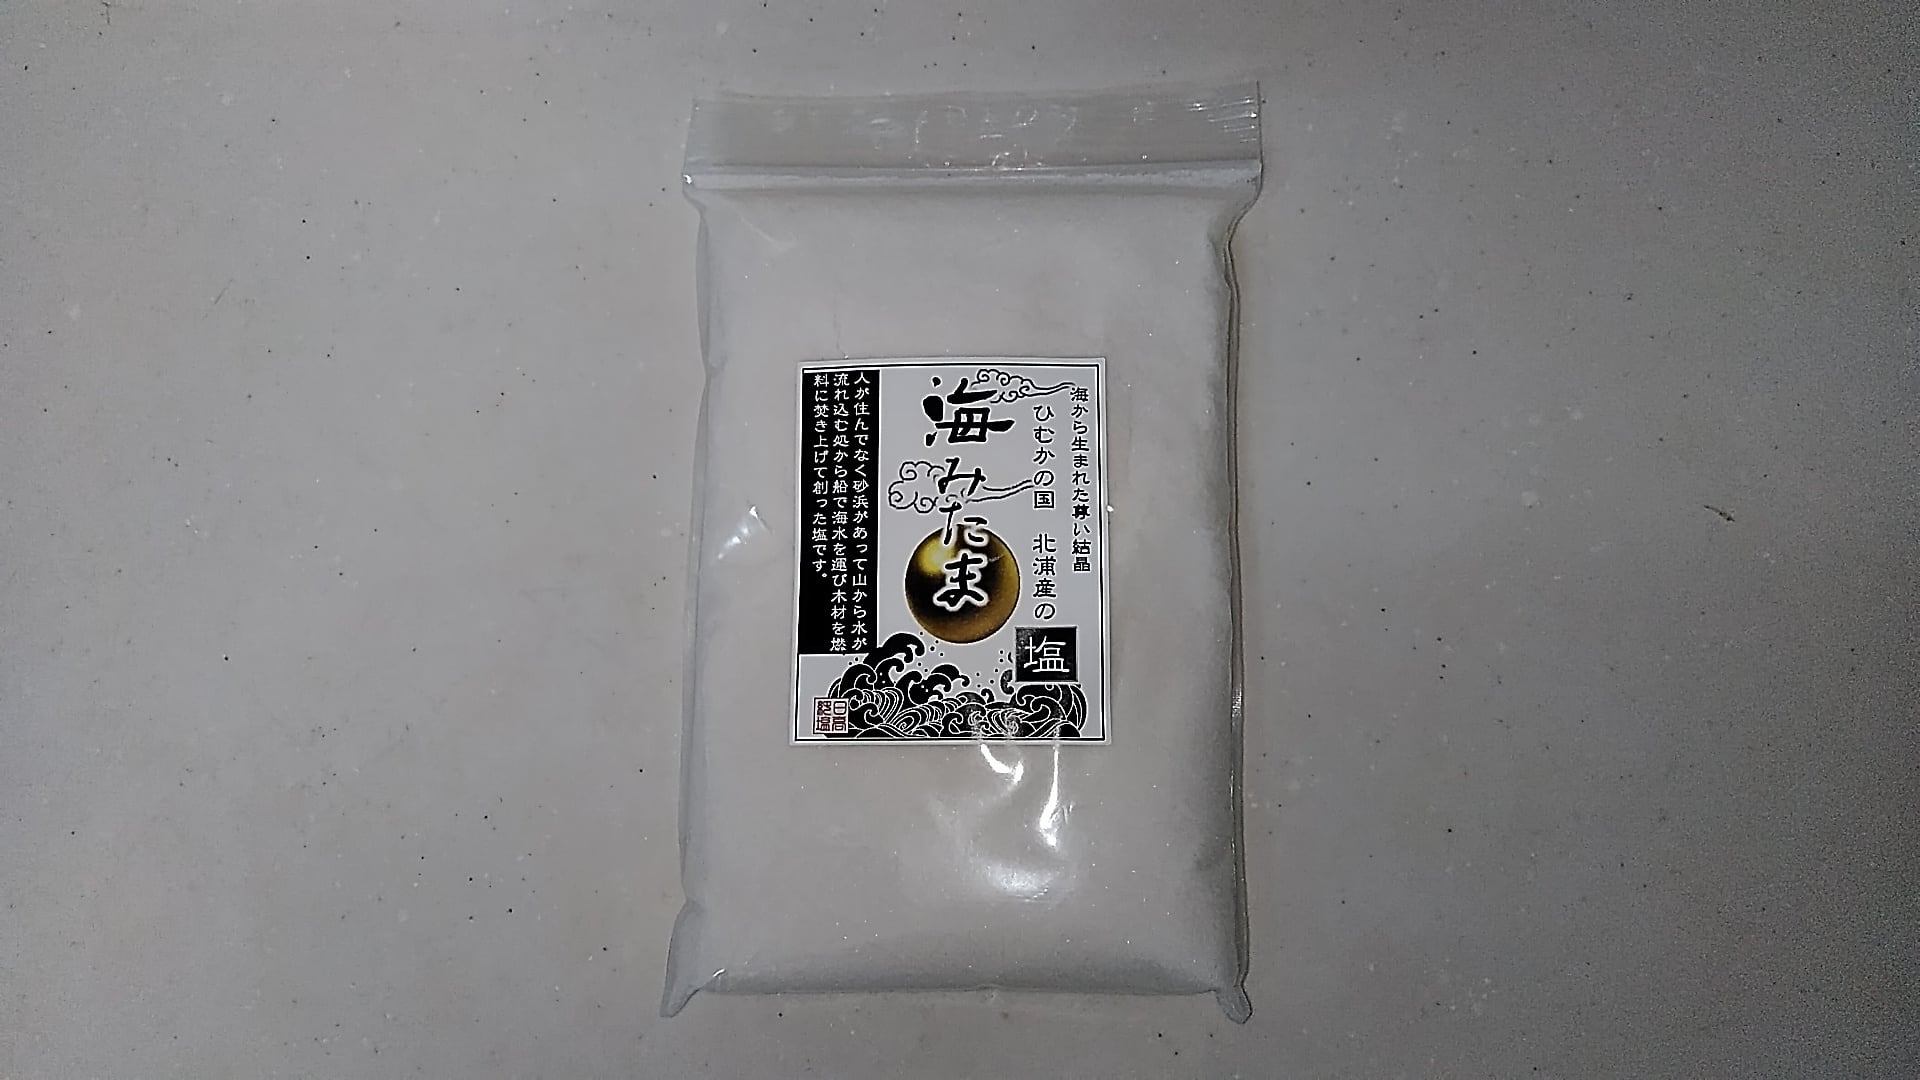 海から生まれた尊い結晶
ひむかの国　北浦産の
塩
海みたま
人が住んでなく砂浜があって山から水が
流れ込む処から船で海水を運び木材を燃
料に焚き上げて創った塩です。
日高